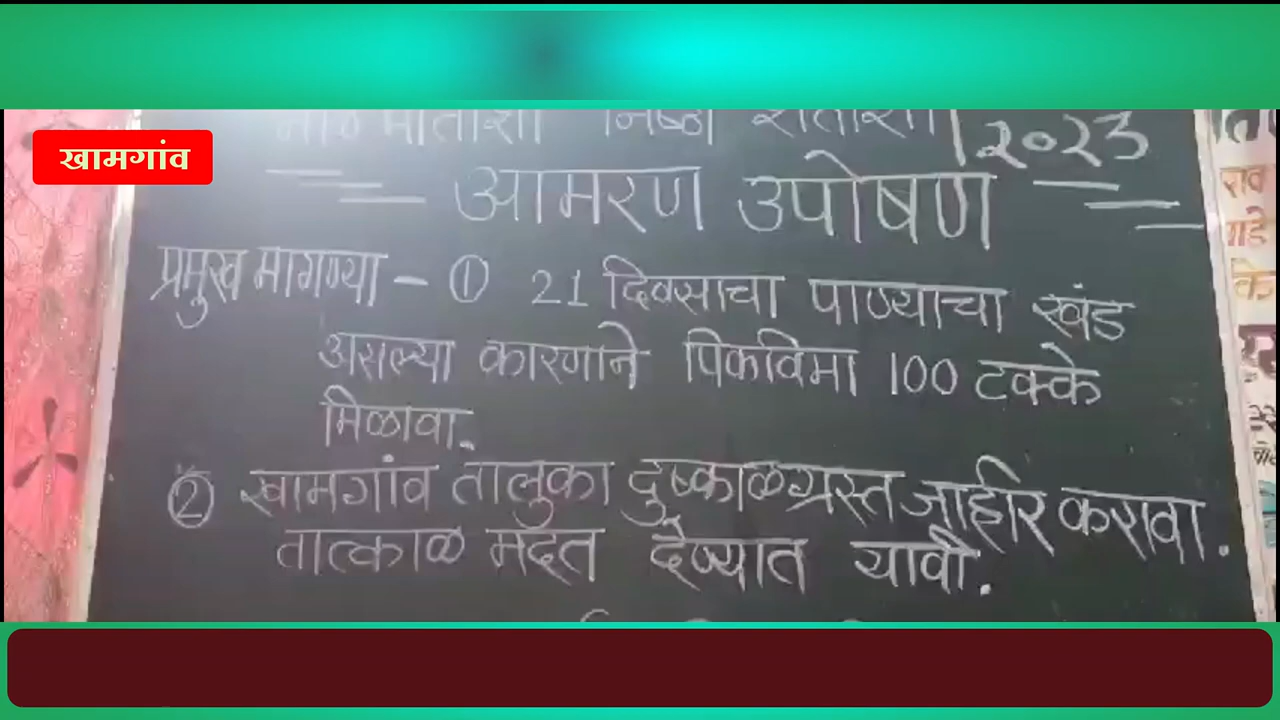 खामगांव
निष्ठा
२०२३
आमरण उपोषण
प्रमुख मागण्या - ① 21 दिवसाचा पाण्याचा खंड
असल्या कारणाने पिकविमा 100 टक्के
मिळावा.
② खामगांव तालुका दुष्काळग्रस्त जाहीर करावा.
तात्काळ मदत देण्यात यावी.